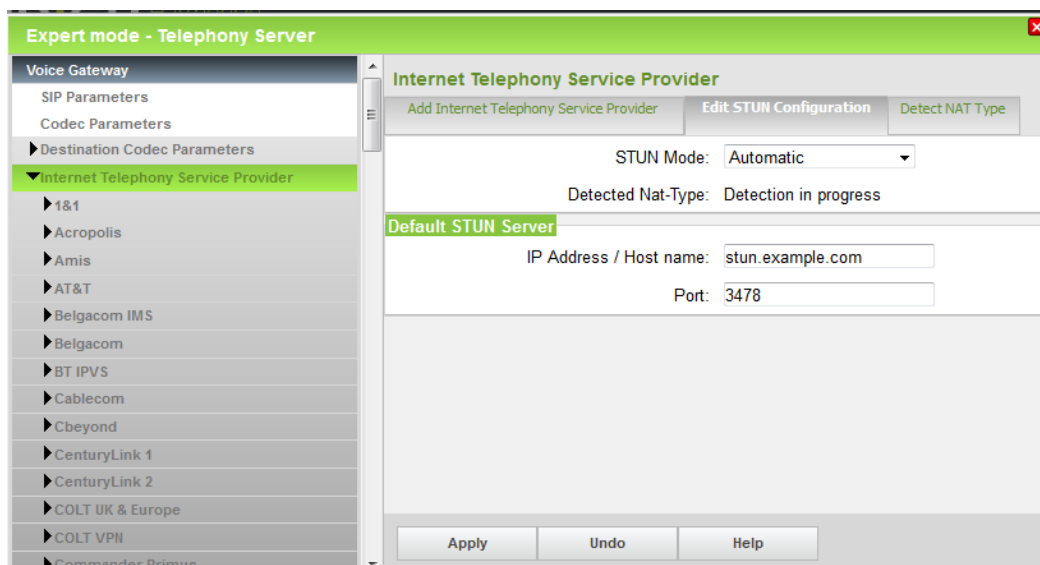 Expert mode - Telephony Server
Voice Gateway
SIP Parameters
Codec Parameters
Destination Codec Parameters
Internet Telephony Service Provider
1&1
Acropolis
Amis
AT&T
Belgacom IMS
Belgacom
BT IPVS
Cablecom
Cbeyond
CenturyLink 1
CenturyLink 2
COLT UK & Europe
COLT VPN
Commander Primus
Internet Telephony Service Provider
Add Internet Telephony Service Provider
Edit STUN Configuration
Detect NAT Type
STUN Mode: Automatic
Detected Nat-Type: Detection in progress
Default STUN Server
IP Address / Host name: stun.example.com
Port: 3478
Apply
Undo
Help